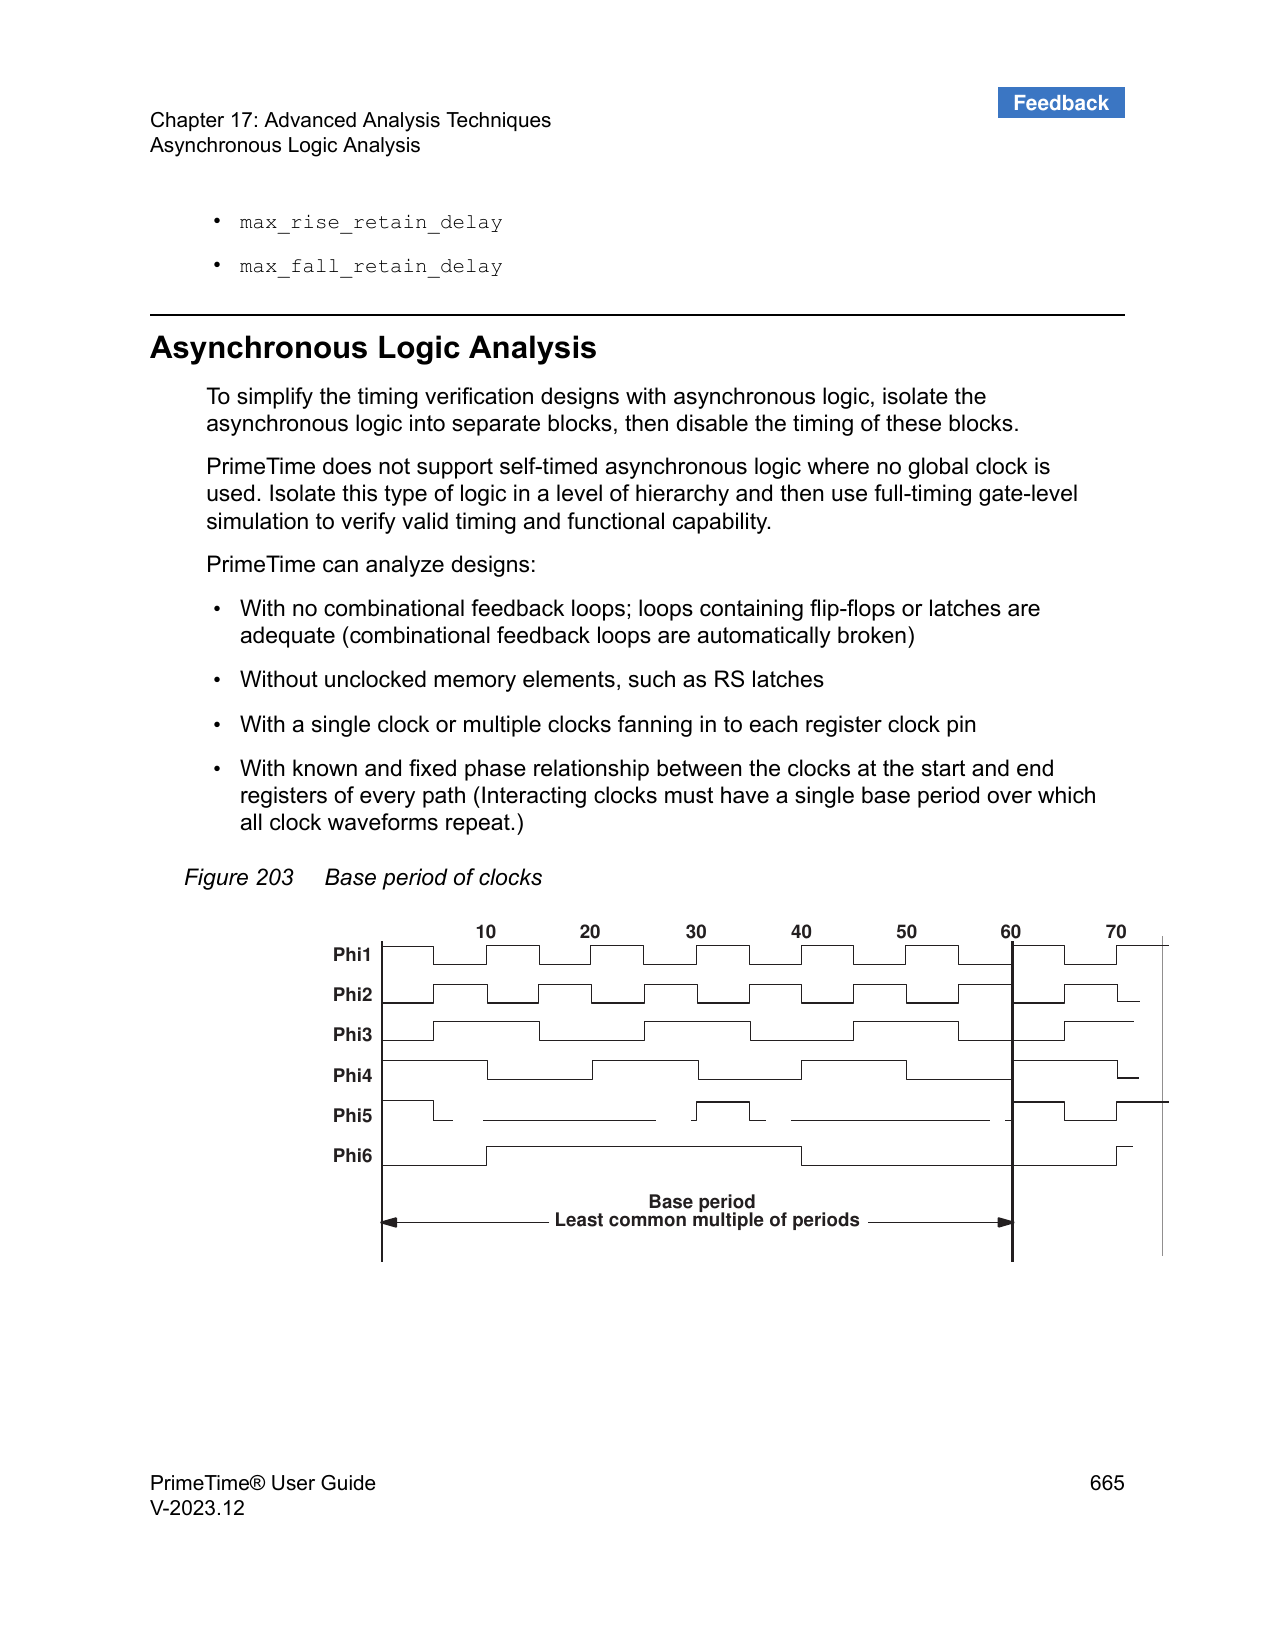 Feedback
Chapter 17: Advanced Analysis Techniques
Asynchronous Logic Analysis
• max_rise_retain_delay
• max_fall_retain_delay
Asynchronous Logic Analysis
To simplify the timing verification designs with asynchronous logic, isolate the
asynchronous logic into separate blocks, then disable the timing of these blocks.
PrimeTime does not support self-timed asynchronous logic where no global clock is
used. Isolate this type of logic in a level of hierarchy and then use full-timing gate-level
simulation to verify valid timing and functional capability.
PrimeTime can analyze designs:
• With no combinational feedback loops; loops containing flip-flops or latches are
adequate (combinational feedback loops are automatically broken)
• Without unclocked memory elements, such as RS latches
• With a single clock or multiple clocks fanning in to each register clock pin
• With known and fixed phase relationship between the clocks at the start and end
registers of every path (Interacting clocks must have a single base period over which
all clock waveforms repeat.)
Figure 203 Base period of clocks
10 20 30 40 50 60 70
Phi1
Phi2
Phi3
Phi4
Phi5
Phi6
Base period
Least common multiple of periods
PrimeTime® User Guide 665
V-2023.12